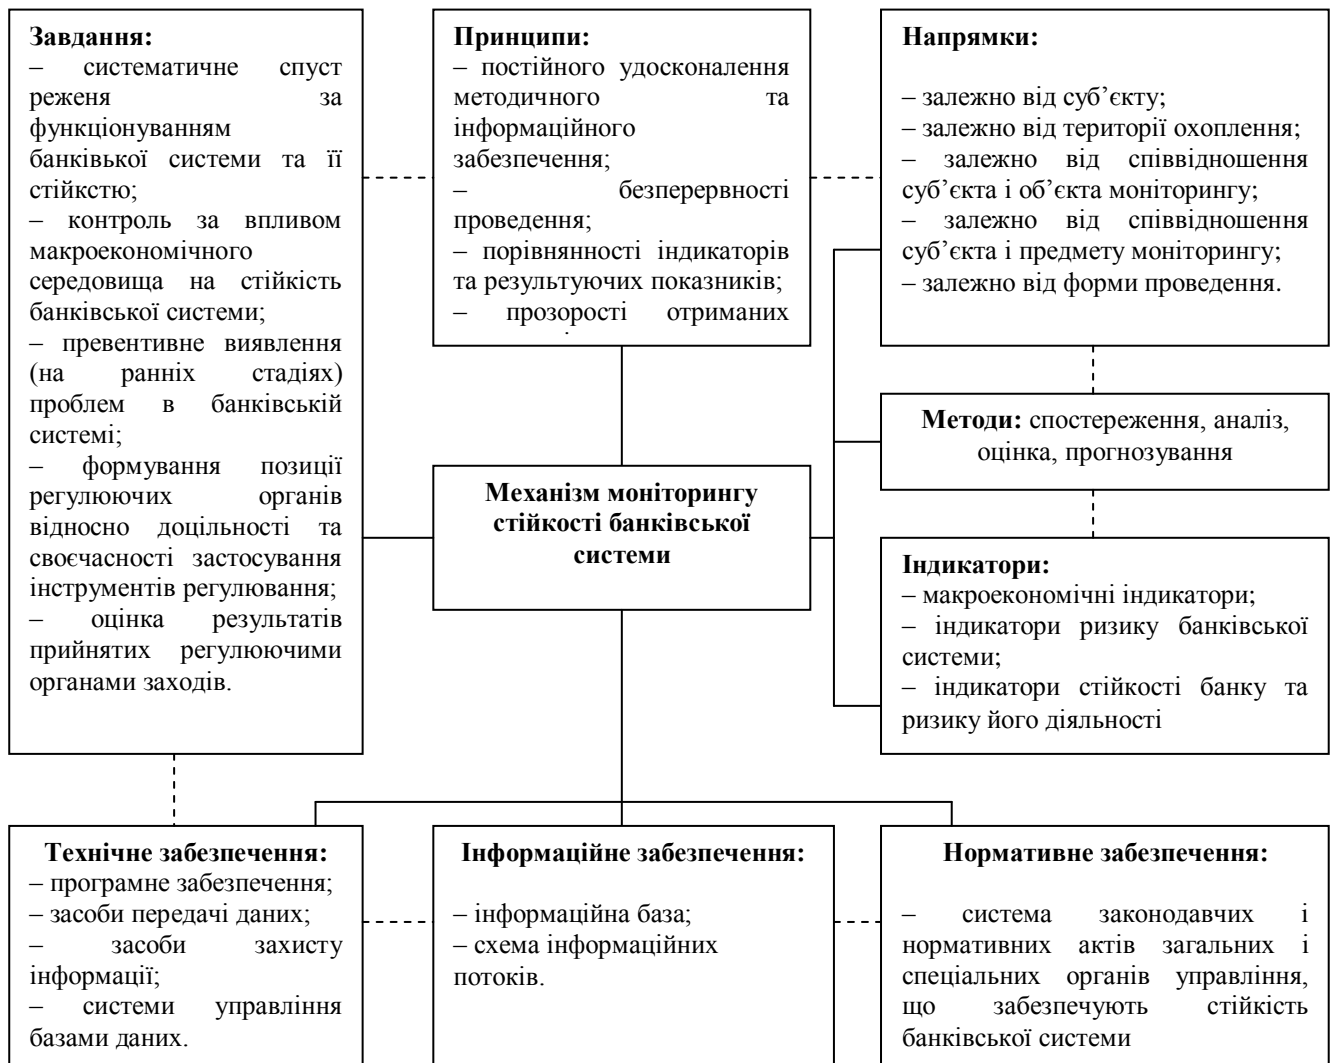 Завдання:
– систематичне спуст
реженя за
функціонуванням
банківької системи та її
стійкстю;
– контроль за впливом
макроекономічного
середовища на стійкість
банківської системи;
– превентивне виявлення
(на ранніх стадіях)
проблем в банківській
системі;
– формування позиції
регулюючих органів
відносно доцільності та
своєчасності застосування
інструментів регулювання;
– оцінка результатів
прийнятих регулюючими
органами заходів.
Принципи:
– постійного удосконалення
методичного та
інформаційного
забезпечення;
– безперервності
проведення;
– порівнянності індикаторів
та результуючих показників;
– прозорості отриманих
Напрямки:
– залежно від суб’єкту;
– залежно від території охоплення;
– залежно від співвідношення
суб’єкта і об’єкта моніторингу;
– залежно від співвідношення
суб’єкта і предмету моніторингу;
– залежно від форми проведення.
Методи: спостереження, аналіз,
оцінка, прогнозування
Механізм моніторингу
стійкості банківської
системи
Індикатори:
– макроекономічні індикатори;
– індикатори ризику банківської
системи;
– індикатори стійкості банку та
ризику його діяльності
Технічне забезпечення:
– програмне забезпечення;
– засоби передачі даних;
– засоби захисту
інформації;
– системи управління
базами даних.
Інформаційне забезпечення:
– інформаційна база;
– схема інформаційних
потоків.
Нормативне забезпечення:
– система законодавчих і
нормативних актів загальних і
спеціальних органів управління,
що забезпечують стійкість
банківської системи